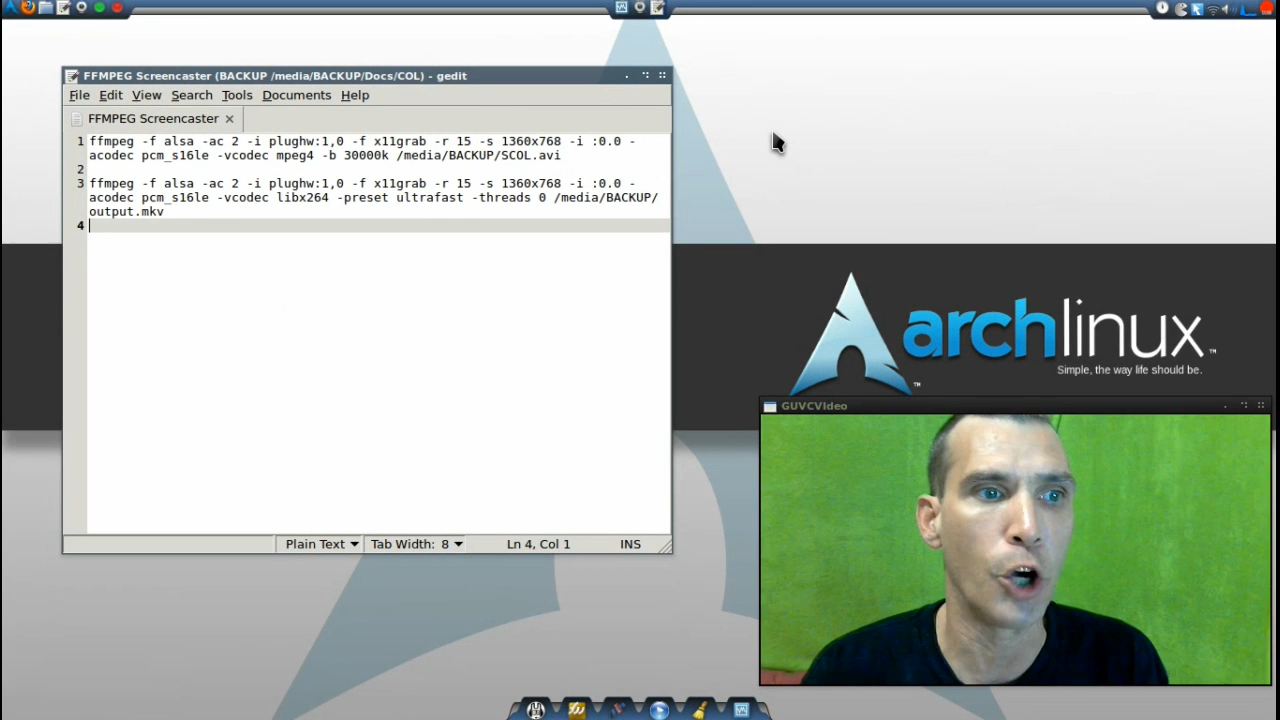 FFMPEG Screencaster (BACKUP /media/BACKUP/Docs/COL) - gedit
File Edit View Search Tools Documents Help
FFMPEG Screencaster
1 ffmpeg -f alsa -ac 2 -i plughw:1,0 -f x11grab -r 15 -s 1360x768 -i :0.0 -
acodec pcm_s16le -vcodec mpeg4 -b 30000k /media/BACKUP/SCOL.avi
2
3 ffmpeg -f alsa -ac 2 -i plughw:1,0 -f x11grab -r 15 -s 1360x768 -i :0.0 -
acodec pcm_s16le -vcodec libx264 -preset ultrafast -threads 0 /media/BACKUP/
output.mkv
4
Plain Text Tab Width: 8 Ln 4, Col 1 INS
archlinux™
Simple, the way life should be.
™
GUVCVideo